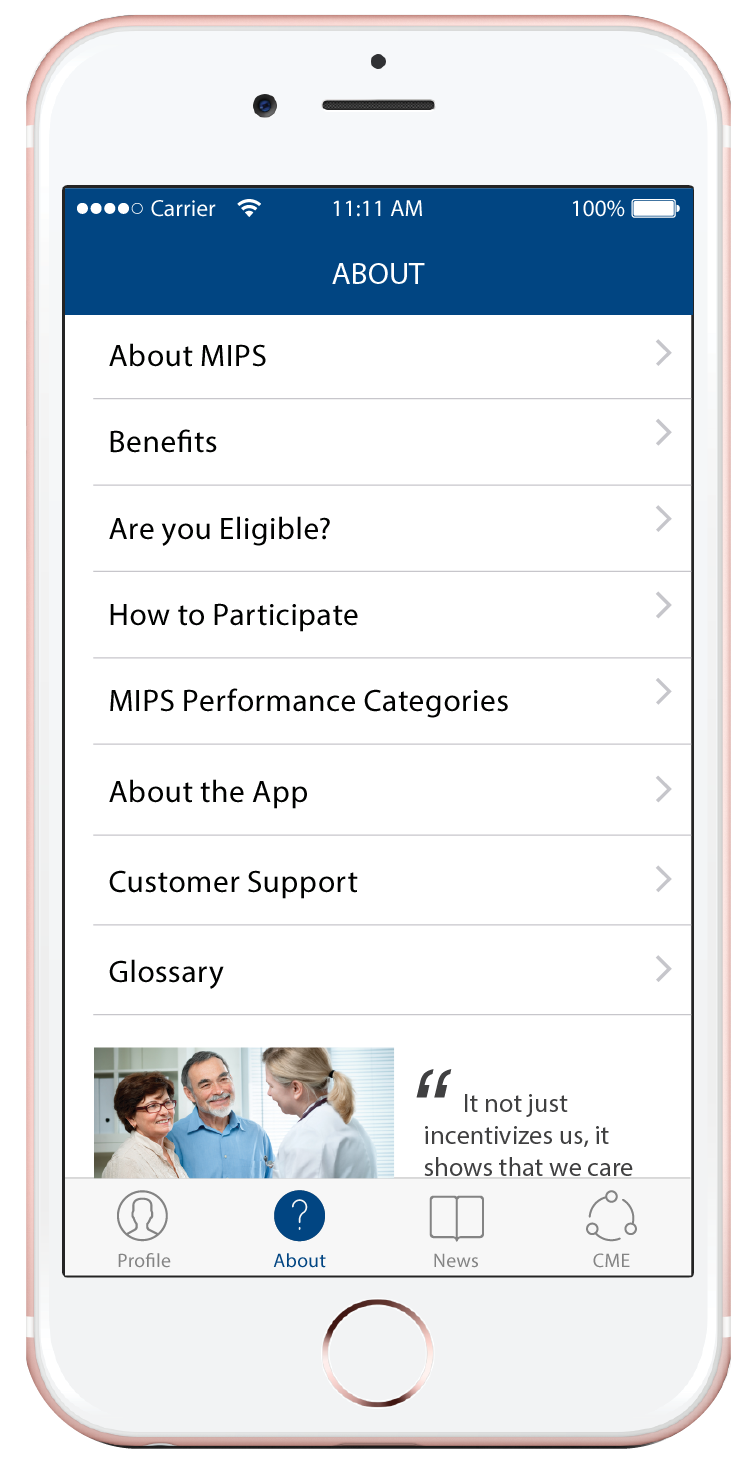 Carrier 11:11 AM 100%
ABOUT
About MIPS
Benefits
Are you Eligible?
How to Participate
MIPS Performance Categories
About the App
Customer Support
Glossary
“ It not just
incentivizes us, it
shows that we care
Profile About News CME